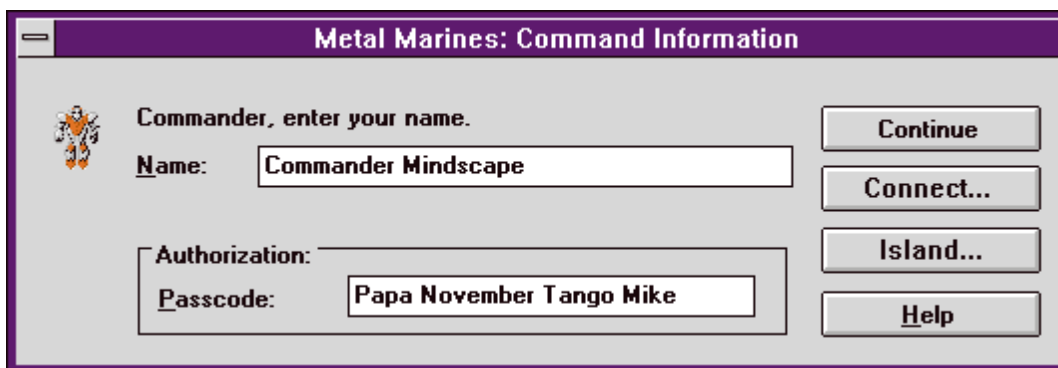 Metal Marines: Command Information
Commander, enter your name.
Name: Commander Mindscape
Authorization:
Passcode: Papa November Tango Mike
Continue
Connect...
Island...
Help